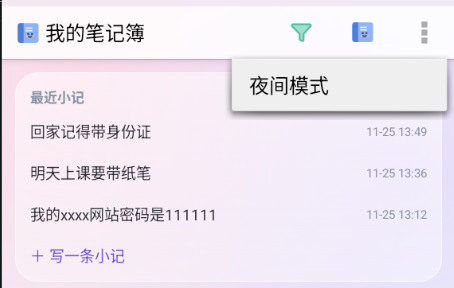 我的笔记簿
夜间模式
最近小记
回家记得带身份证 11-25 13:49
明天上课要带纸笔 11-25 13:36
我的xxxx网站密码是111111 11-25 13:12
＋ 写一条小记